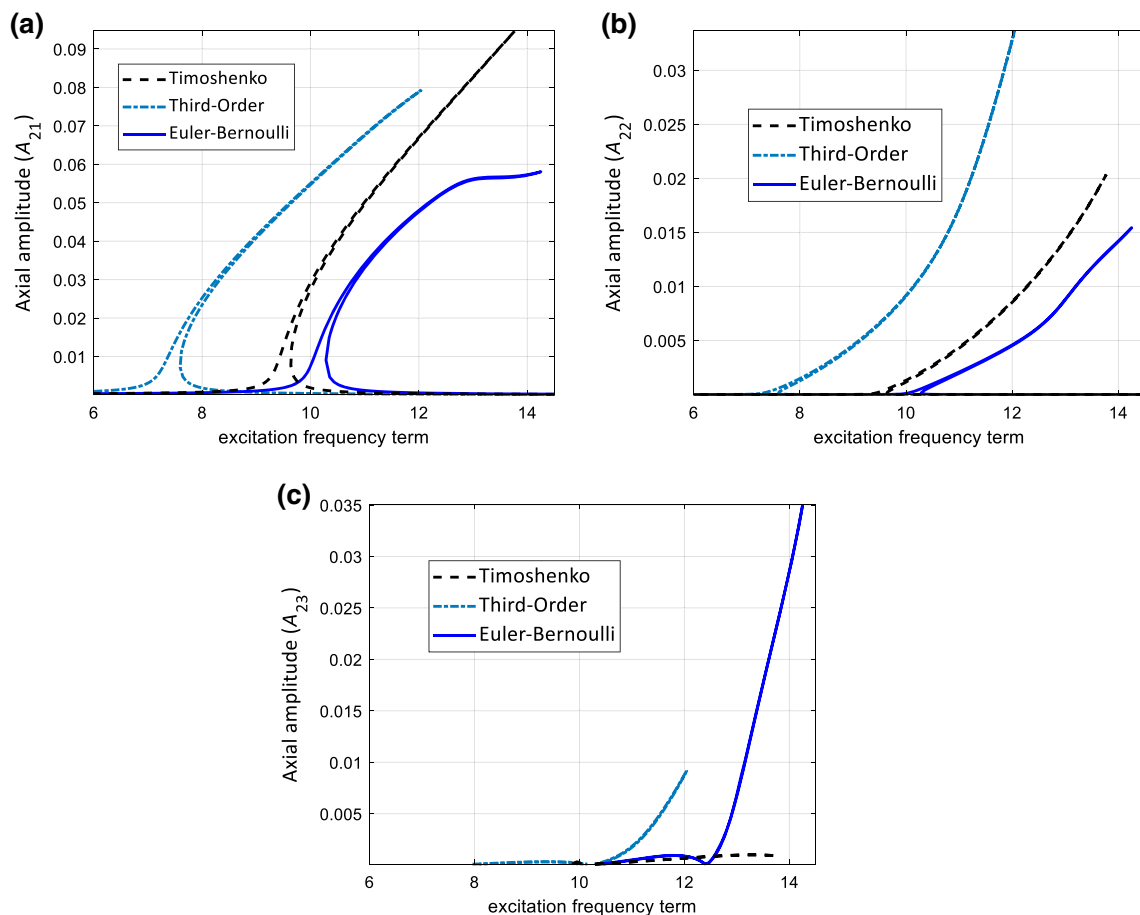 (a)
Axial amplitude (A21)
0.09
0.08
0.07
0.06
0.05
0.04
0.03
0.02
0.01
Timoshenko
Third-Order
Euler-Bernoulli
6 8 10 12 14
excitation frequency term
(b)
Axial amplitude (A22)
0.03
0.025
0.02
0.015
0.01
0.005
Timoshenko
Third-Order
Euler-Bernoulli
6 8 10 12 14
excitation frequency term
(c)
Axial amplitude (A23)
0.035
0.03
0.025
0.02
0.015
0.01
0.005
Timoshenko
Third-Order
Euler-Bernoulli
6 8 10 12 14
excitation frequency term